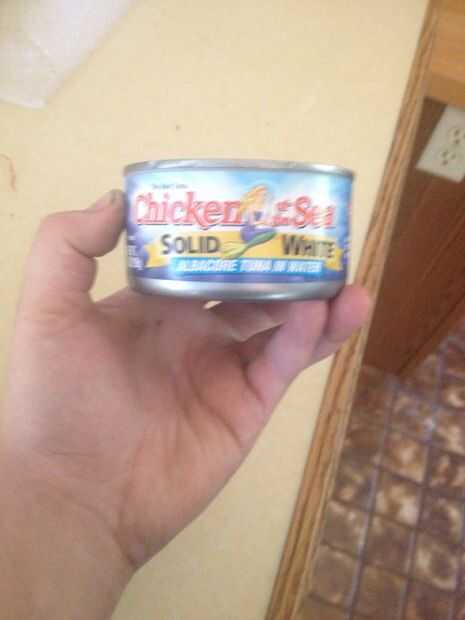 Chicken of the Sea
SOLID WHITE
ALBACORE TUNA IN WATER